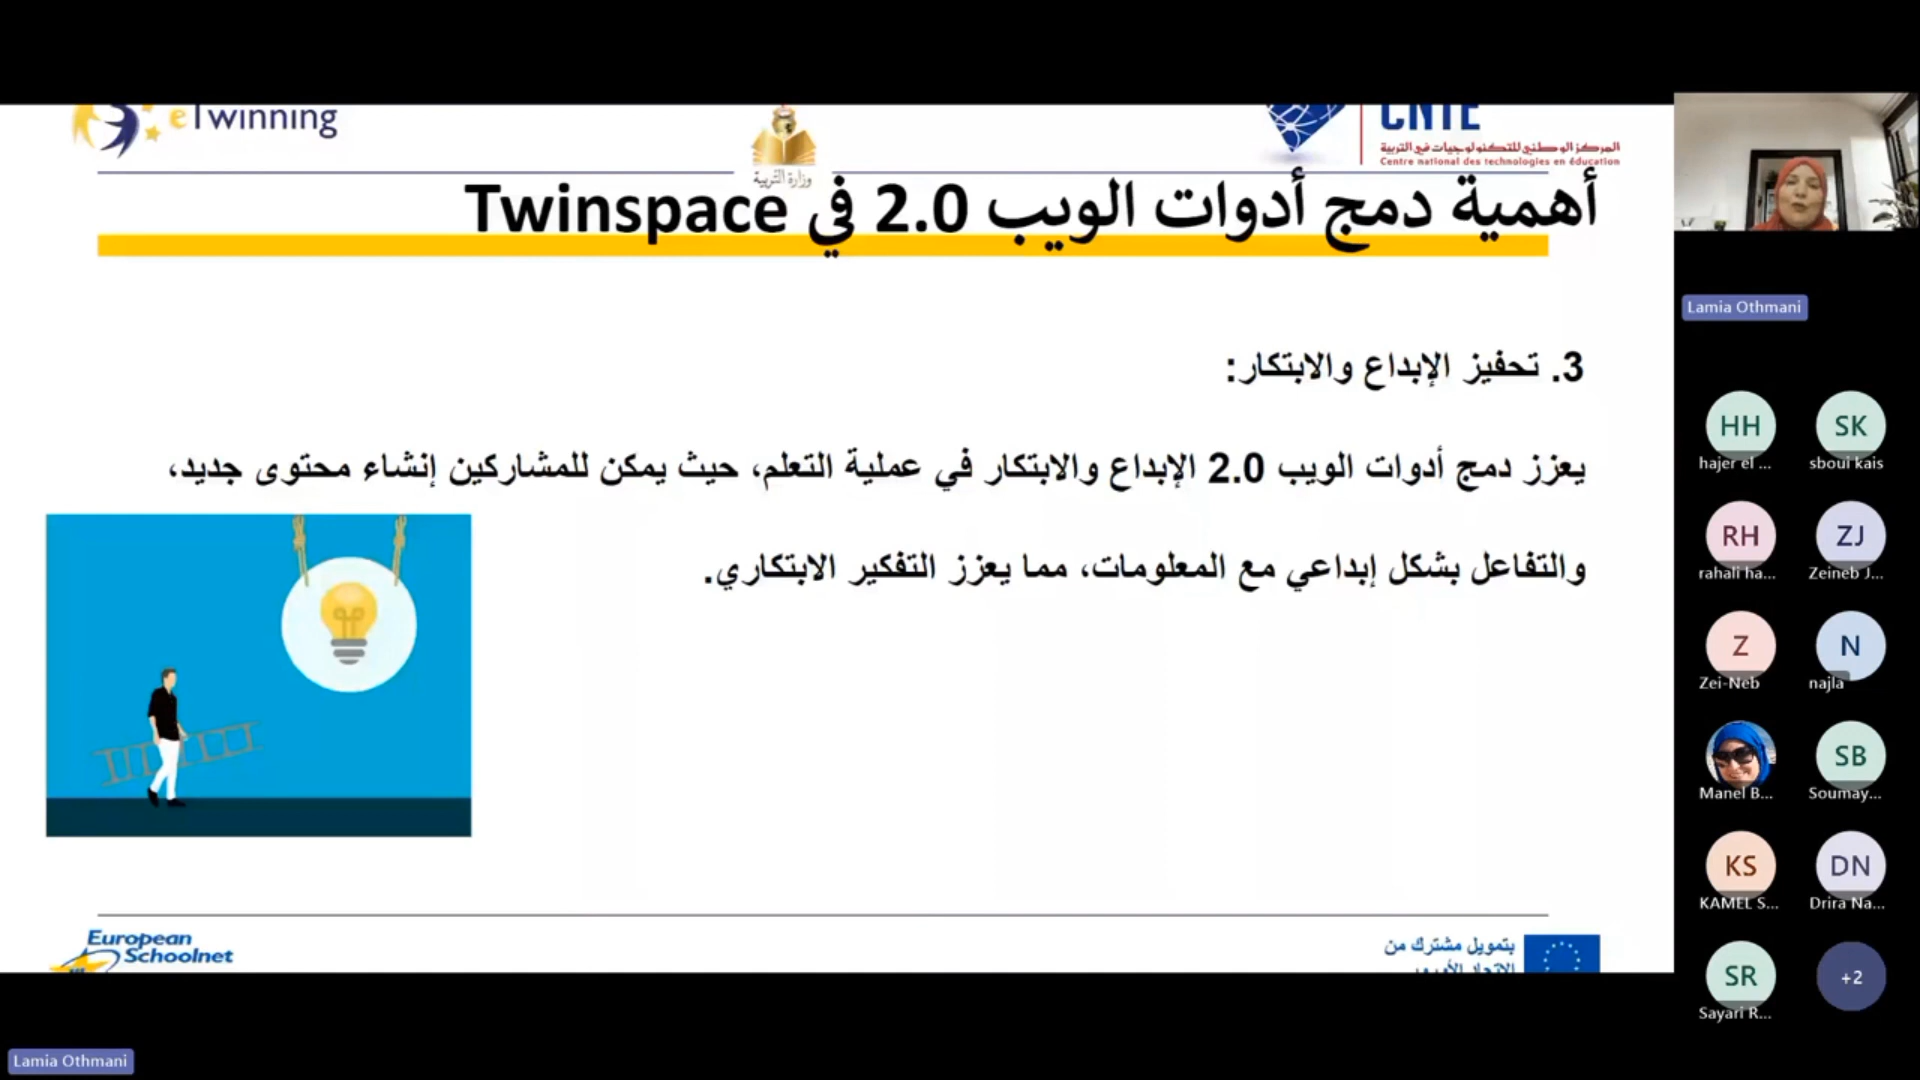 eTwinning
وزارة التربية
CNTE
المركز الوطني للتكنولوجيات في التربية
Centre national des technologies en éducation
أهمية دمج أدوات الويب 2.0 في Twinspace
3. تحفيز الإبداع والابتكار:
يعزز دمج أدوات الويب 2.0 الإبداع والابتكار في عملية التعلم، حيث يمكن للمشاركين إنشاء محتوى جديد،
والتفاعل بشكل إبداعي مع المعلومات، مما يعزز التفكير الابتكاري.
European
Schoolnet
بتمويل مشترك من
الاتحاد الأوروبي
Lamia Othmani
HH
SK
hajer el ...
sboui kais
RH
ZJ
rahali ha...
Zeineb J...
Z
N
Zei-Neb
najla
SB
Manel B...
Soumay...
KS
DN
KAMEL S...
Drira Na...
SR
+2
Sayari R...
Lamia Othmani